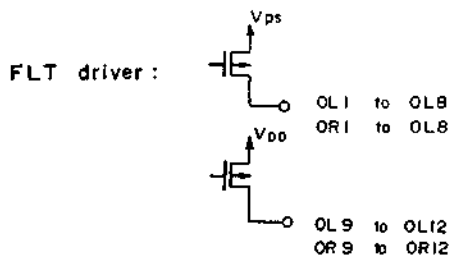 VPS
FLT driver :
OL1 to OL8
OR1 to OL8
VDD
OL9 to OL12
OR9 to OR12